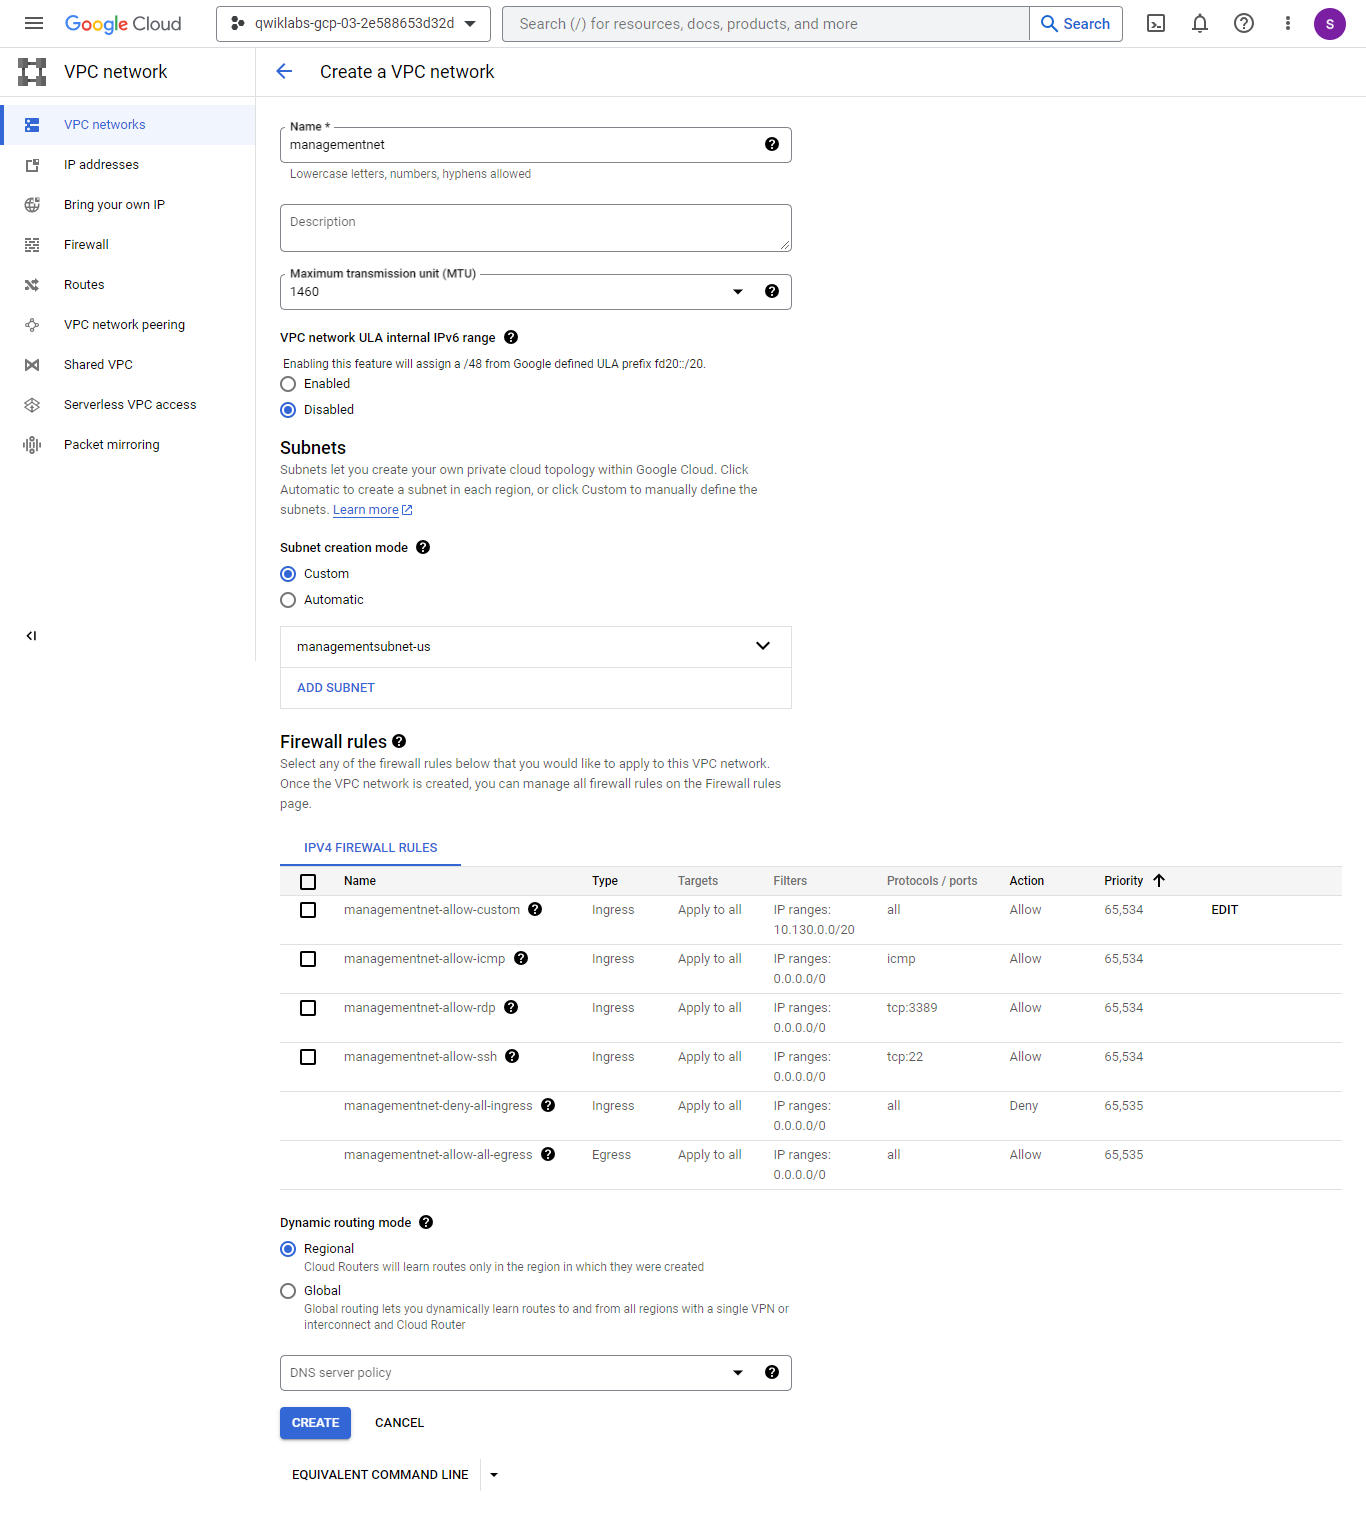 Google Cloud
qwiklabs-gcp-03-2e588653d32d
Search (/) for resources, docs, products, and more
Search
S
VPC network
Create a VPC network
VPC networks
IP addresses
Bring your own IP
Firewall
Routes
VPC network peering
Shared VPC
Serverless VPC access
Packet mirroring
Name *
managementnet
Lowercase letters, numbers, hyphens allowed
Description
Maximum transmission unit (MTU)
1460
VPC network ULA internal IPv6 range
Enabling this feature will assign a /48 from Google defined ULA prefix fd20::/20.
Enabled
Disabled
Subnets
Subnets let you create your own private cloud topology within Google Cloud. Click
Automatic to create a subnet in each region, or click Custom to manually define the
subnets. Learn more
Subnet creation mode
Custom
Automatic
managementsubnet-us
ADD SUBNET
Firewall rules
Select any of the firewall rules below that you would like to apply to this VPC network.
Once the VPC network is created, you can manage all firewall rules on the Firewall rules
page.
IPV4 FIREWALL RULES
Name Type Targets Filters Protocols / ports Action Priority
managementnet-allow-custom Ingress Apply to all IP ranges: all Allow 65,534 EDIT
10.130.0.0/20
managementnet-allow-icmp Ingress Apply to all IP ranges: icmp Allow 65,534
0.0.0.0/0
managementnet-allow-rdp Ingress Apply to all IP ranges: tcp:3389 Allow 65,534
0.0.0.0/0
managementnet-allow-ssh Ingress Apply to all IP ranges: tcp:22 Allow 65,534
0.0.0.0/0
managementnet-deny-all-ingress Ingress Apply to all IP ranges: all Deny 65,535
0.0.0.0/0
managementnet-allow-all-egress Egress Apply to all IP ranges: all Allow 65,535
0.0.0.0/0
Dynamic routing mode
Regional
Cloud Routers will learn routes only in the region in which they were created
Global
Global routing lets you dynamically learn routes to and from all regions with a single VPN or
interconnect and Cloud Router
DNS server policy
CREATE CANCEL
EQUIVALENT COMMAND LINE